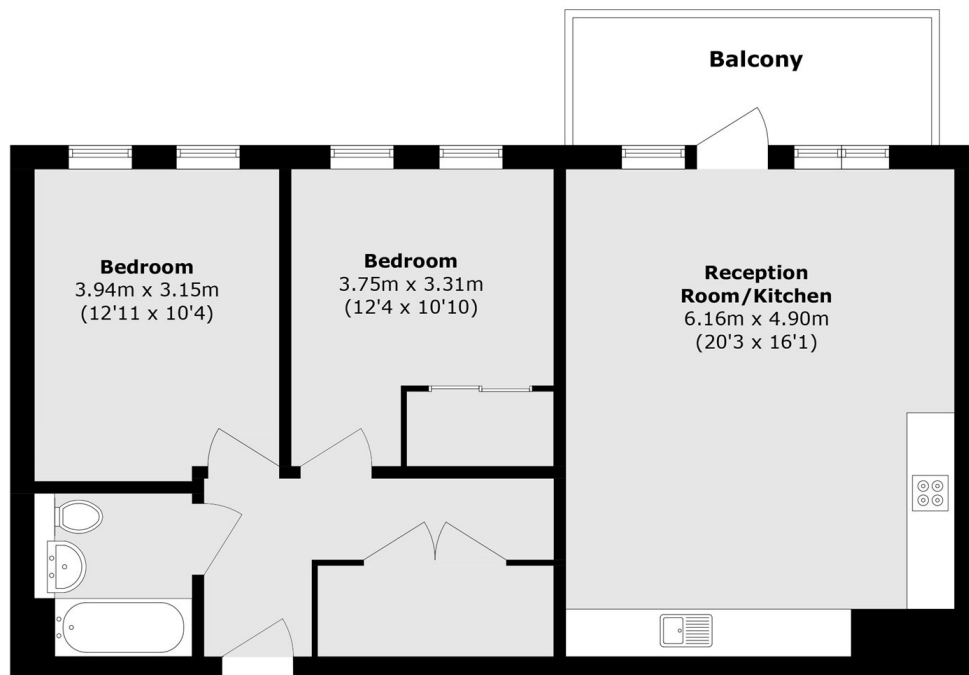 Balcony
Bedroom
3.94m x 3.15m
(12'11 x 10'4)
Bedroom
3.75m x 3.31m
(12'4 x 10'10)
Reception
Room/Kitchen
6.16m x 4.90m
(20'3 x 16'1)